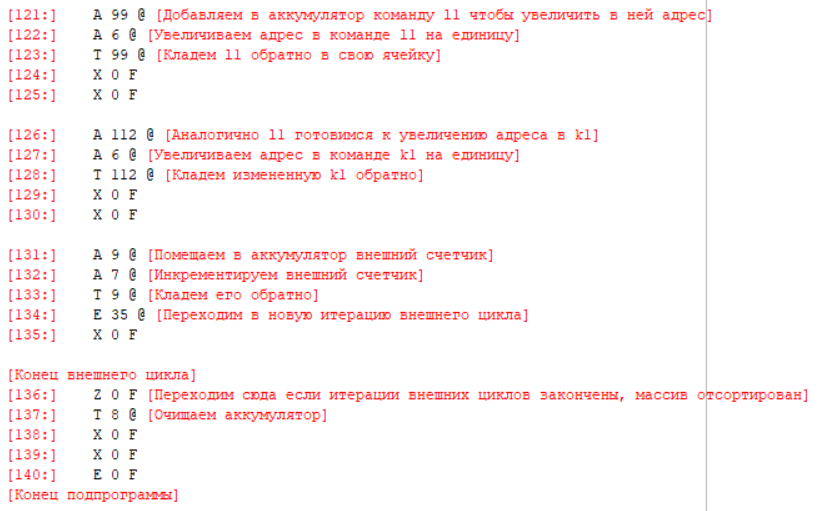 [121:] A 99 @ [Добавляем в аккумулятор команду l1 чтобы увеличить в ней адрес]
[122:] A 6 @ [Увеличиваем адрес в команде l1 на единицу]
[123:] T 99 @ [Кладем l1 обратно в свою ячейку]
[124:] X 0 F
[125:] X 0 F
[126:] A 112 @ [Аналогично l1 готовимся к увеличению адреса в k1]
[127:] A 6 @ [Увеличиваем адрес в команде k1 на единицу]
[128:] T 112 @ [Кладем измененную k1 обратно]
[129:] X 0 F
[130:] X 0 F
[131:] A 9 @ [Помещаем в аккумулятор внешний счетчик]
[132:] A 7 @ [Инкрементируем внешний счетчик]
[133:] T 9 @ [Кладем его обратно]
[134:] E 35 @ [Переходим в новую итерацию внешнего цикла]
[135:] X 0 F
[Конец внешнего цикла]
[136:] Z 0 F [Переходим сюда если итерации внешних циклов закончены, массив отсортирован]
[137:] T 8 @ [Очищаем аккумулятор]
[138:] X 0 F
[139:] X 0 F
[140:] E 0 F
[Конец подпрограммы]